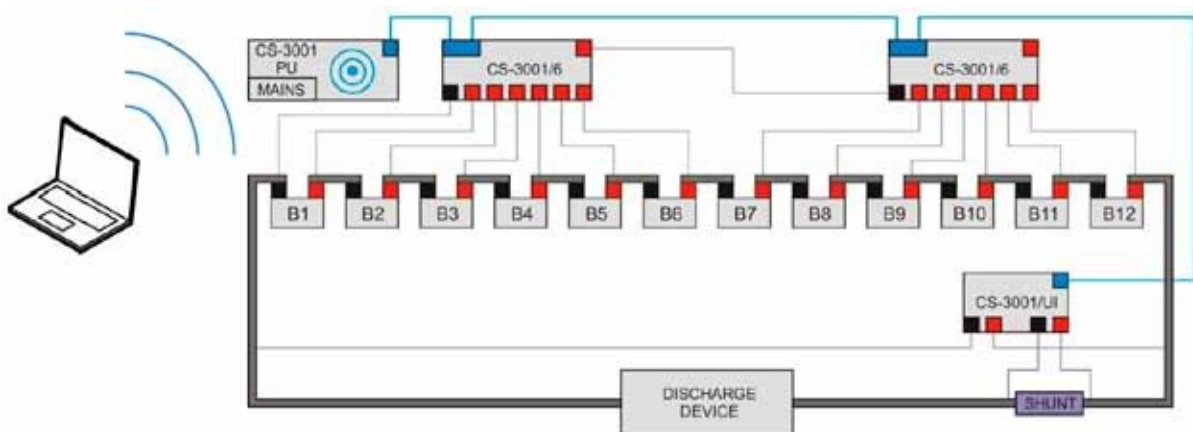 CS-3001
PU
MAINS
CS-3001/6
CS-3001/6
B1
B2
B3
B4
B5
B6
B7
B8
B9
B10
B11
B12
CS-3001/UI
DISCHARGE
DEVICE
SHUNT